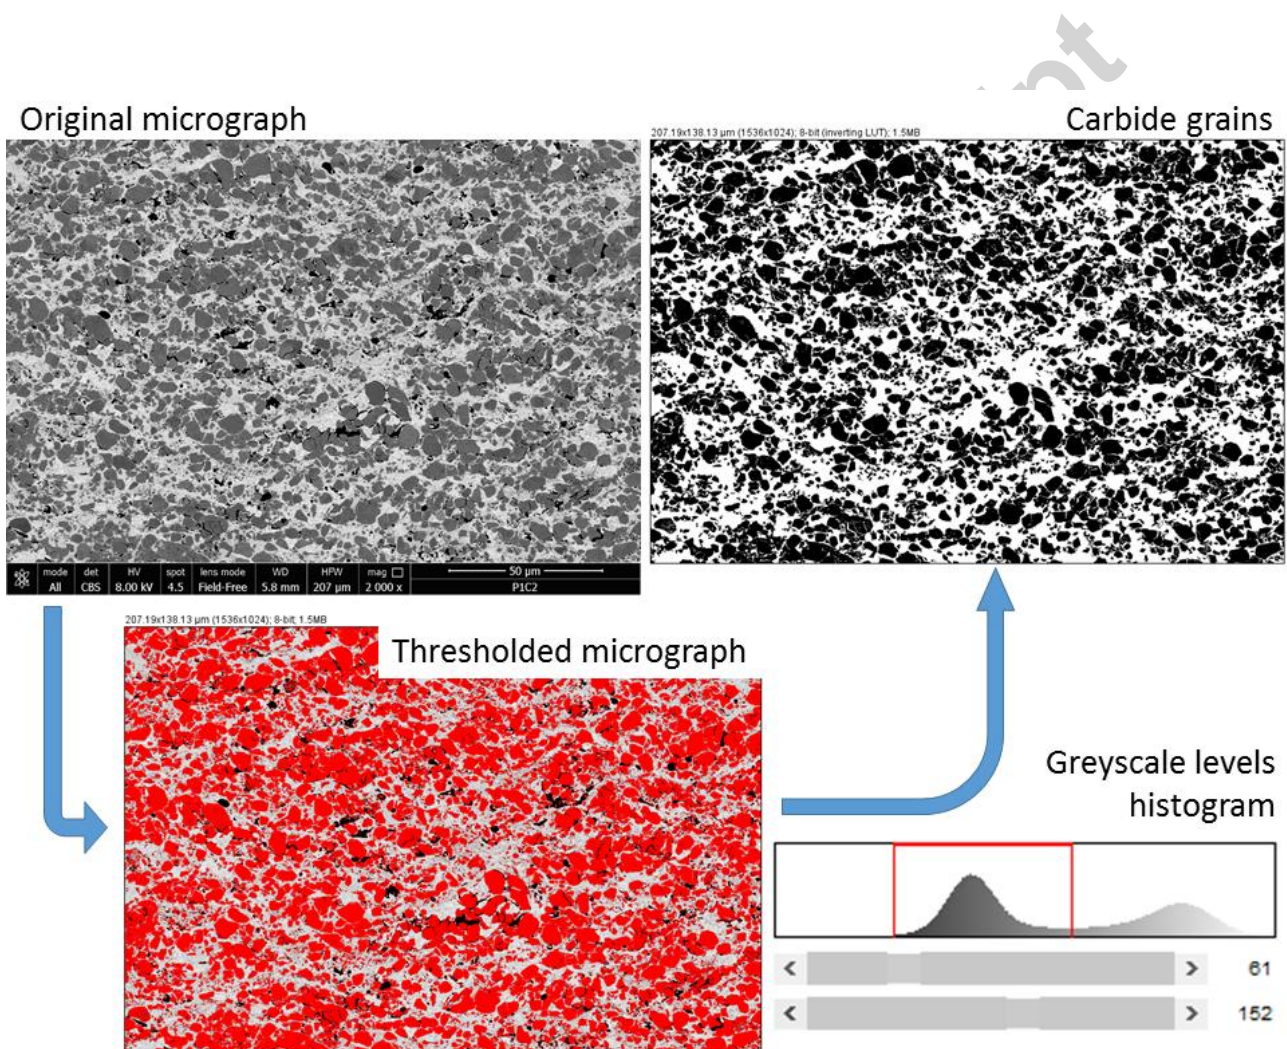 pt
Original micrograph
Carbide grains
207.19x138.13 µm (1536x1024); 8-bit (inverting LUT); 1.5MB
mode det HV spot lens mode WD HFW mag 50 µm
All CBS 8.00 kV 4.5 Field-Free 5.8 mm 207 µm 2 000 x P1C2
207.19x138.13 µm (1536x1024); 8-bit; 1.5MB
Thresholded micrograph
Greyscale levels
histogram
61
152